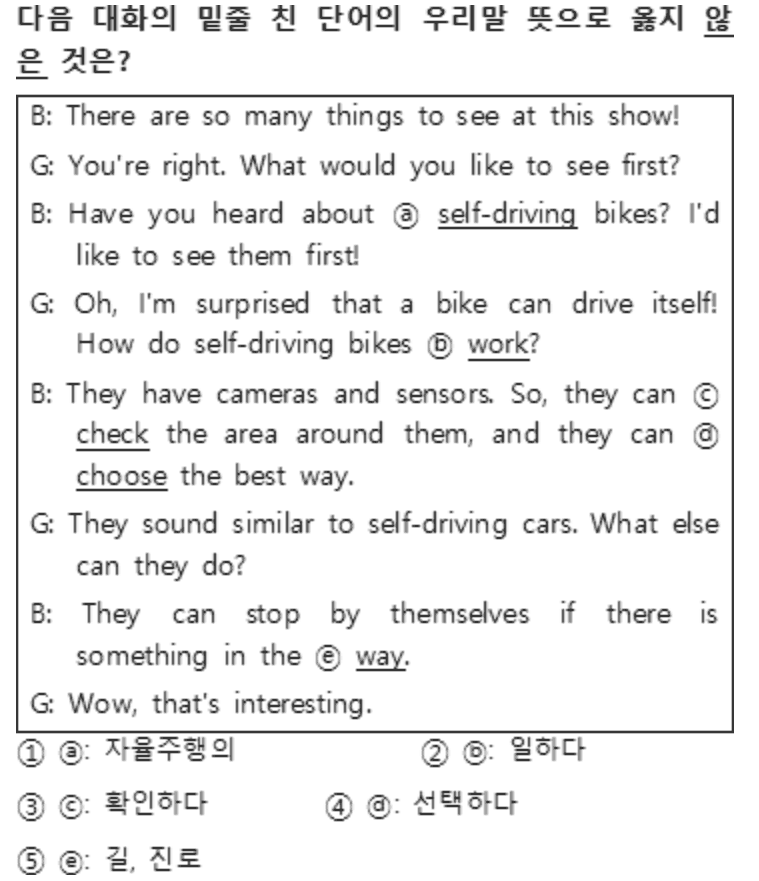 다음 대화의 밑줄 친 단어의 우리말 뜻으로 옳지 않
은 것은?
B: There are so many things to see at this show!
G: You're right. What would you like to see first?
B: Have you heard about ⓐ self-driving bikes? I'd
like to see them first!
G: Oh, I'm surprised that a bike can drive itself!
How do self-driving bikes ⓑ work?
B: They have cameras and sensors. So, they can ⓒ
check the area around them, and they can ⓓ
choose the best way.
G: They sound similar to self-driving cars. What else
can they do?
B: They can stop by themselves if there is
something in the ⓔ way.
G: Wow, that's interesting.
① ⓐ: 자율주행의 ② ⓑ: 일하다
③ ⓒ: 확인하다 ④ ⓓ: 선택하다
⑤ ⓔ: 길, 진로